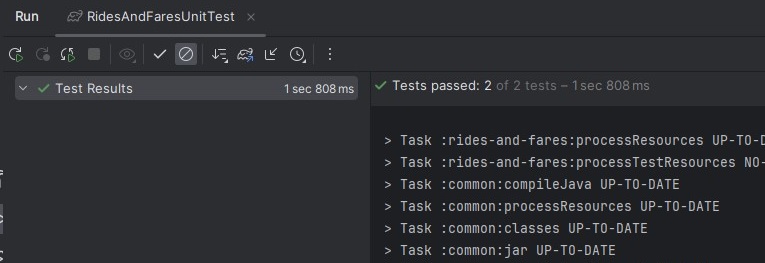 Run RidesAndFaresUnitTest
Test Results 1 sec 808 ms
Tests passed: 2 of 2 tests – 1 sec 808 ms
> Task :rides-and-fares:processResources UP-TO-D
> Task :rides-and-fares:processTestResources NO-
> Task :common:compileJava UP-TO-DATE
> Task :common:processResources UP-TO-DATE
> Task :common:classes UP-TO-DATE
> Task :common:jar UP-TO-DATE